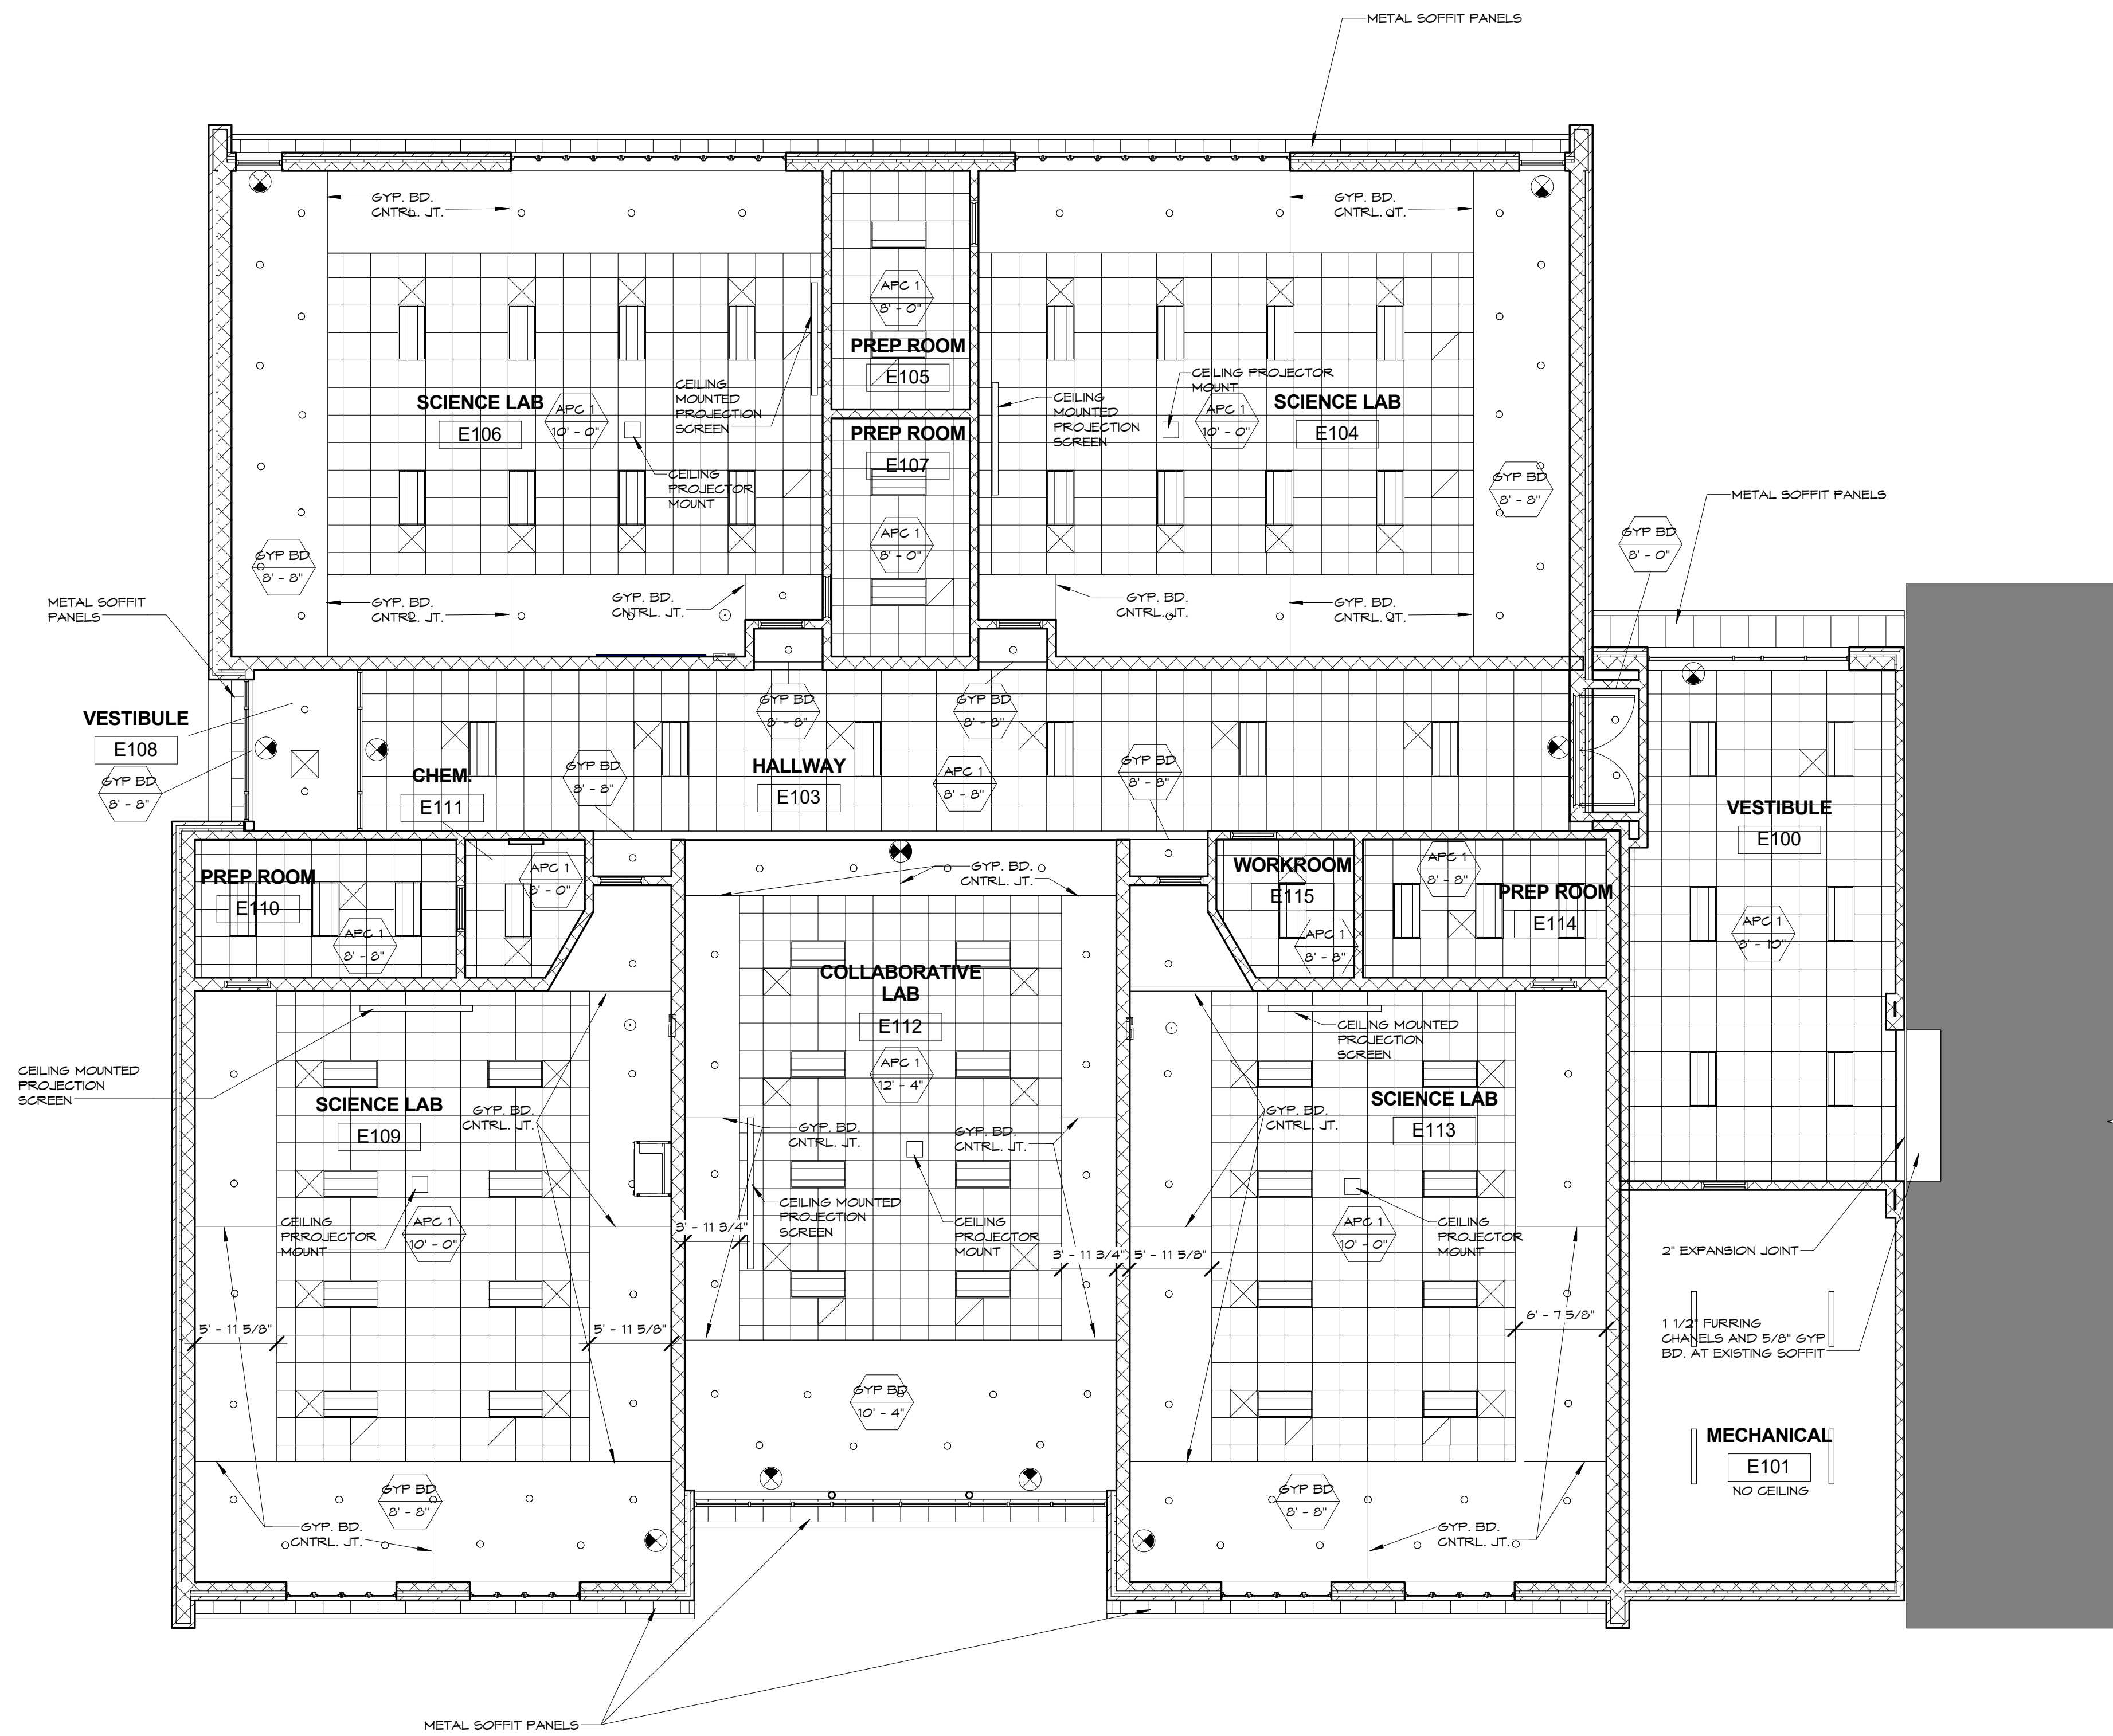 METAL SOFFIT PANELS
GYP. BD.
CNTRL. JT.
GYP. BD.
CNTRL. JT.
APC 1
8' - 0"
PREP ROOM
E105
CEILING
MOUNTED
PROJECTION
SCREEN
SCIENCE LAB
E106
APC 1
10' - 0"
CEILING
PROJECTOR
MOUNT
PREP ROOM
E107
APC 1
8' - 0"
CEILING PROJECTOR
MOUNT
CEILING
MOUNTED
PROJECTION
SCREEN
APC 1
10' - 0"
SCIENCE LAB
E104
GYP BD
8' - 8"
METAL SOFFIT PANELS
GYP BD
8' - 0"
GYP BD
8' - 8"
GYP. BD.
CNTRL. JT.
GYP. BD.
CNTRL. JT.
GYP. BD.
CNTRL. JT.
GYP. BD.
CNTRL. JT.
METAL SOFFIT
PANELS
VESTIBULE
E108
GYP BD
8' - 8"
GYP BD
8' - 8"
GYP BD
8' - 8"
CHEM.
E111
GYP BD
8' - 8"
HALLWAY
E103
APC 1
8' - 8"
GYP BD
8' - 8"
VESTIBULE
E100
APC 1
8' - 10"
PREP ROOM
E110
APC 1
8' - 8"
APC 1
8' - 0"
GYP. BD.
CNTRL. JT.
WORKROOM
E115
APC 1
8' - 8"
APC 1
8' - 8"
PREP ROOM
E114
COLLABORATIVE
LAB
E112
APC 1
12' - 4"
CEILING MOUNTED
PROJECTION
SCREEN
SCIENCE LAB
E109
GYP. BD.
CNTRL. JT.
GYP. BD.
CNTRL. JT.
GYP. BD.
CNTRL. JT.
CEILING MOUNTED
PROJECTION
SCREEN
GYP. BD.
CNTRL. JT.
SCIENCE LAB
E113
CEILING
PRROJECTOR
MOUNT
APC 1
10' - 0"
3' - 11 3/4"
CEILING MOUNTED
PROJECTION
SCREEN
CEILING
PROJECTOR
MOUNT
3' - 11 3/4"
5' - 11 5/8"
APC 1
10' - 0"
CEILING
PROJECTOR
MOUNT
2" EXPANSION JOINT
5' - 11 5/8"
5' - 11 5/8"
6' - 7 5/8"
1 1/2" FURRING
CHANELS AND 5/8" GYP
BD. AT EXISTING SOFFIT
GYP BD
10' - 4"
MECHANICAL
E101
NO CEILING
GYP BD
8' - 8"
GYP. BD.
CNTRL. JT.
GYP BD
8' - 8"
GYP. BD.
CNTRL. JT.
METAL SOFFIT PANELS